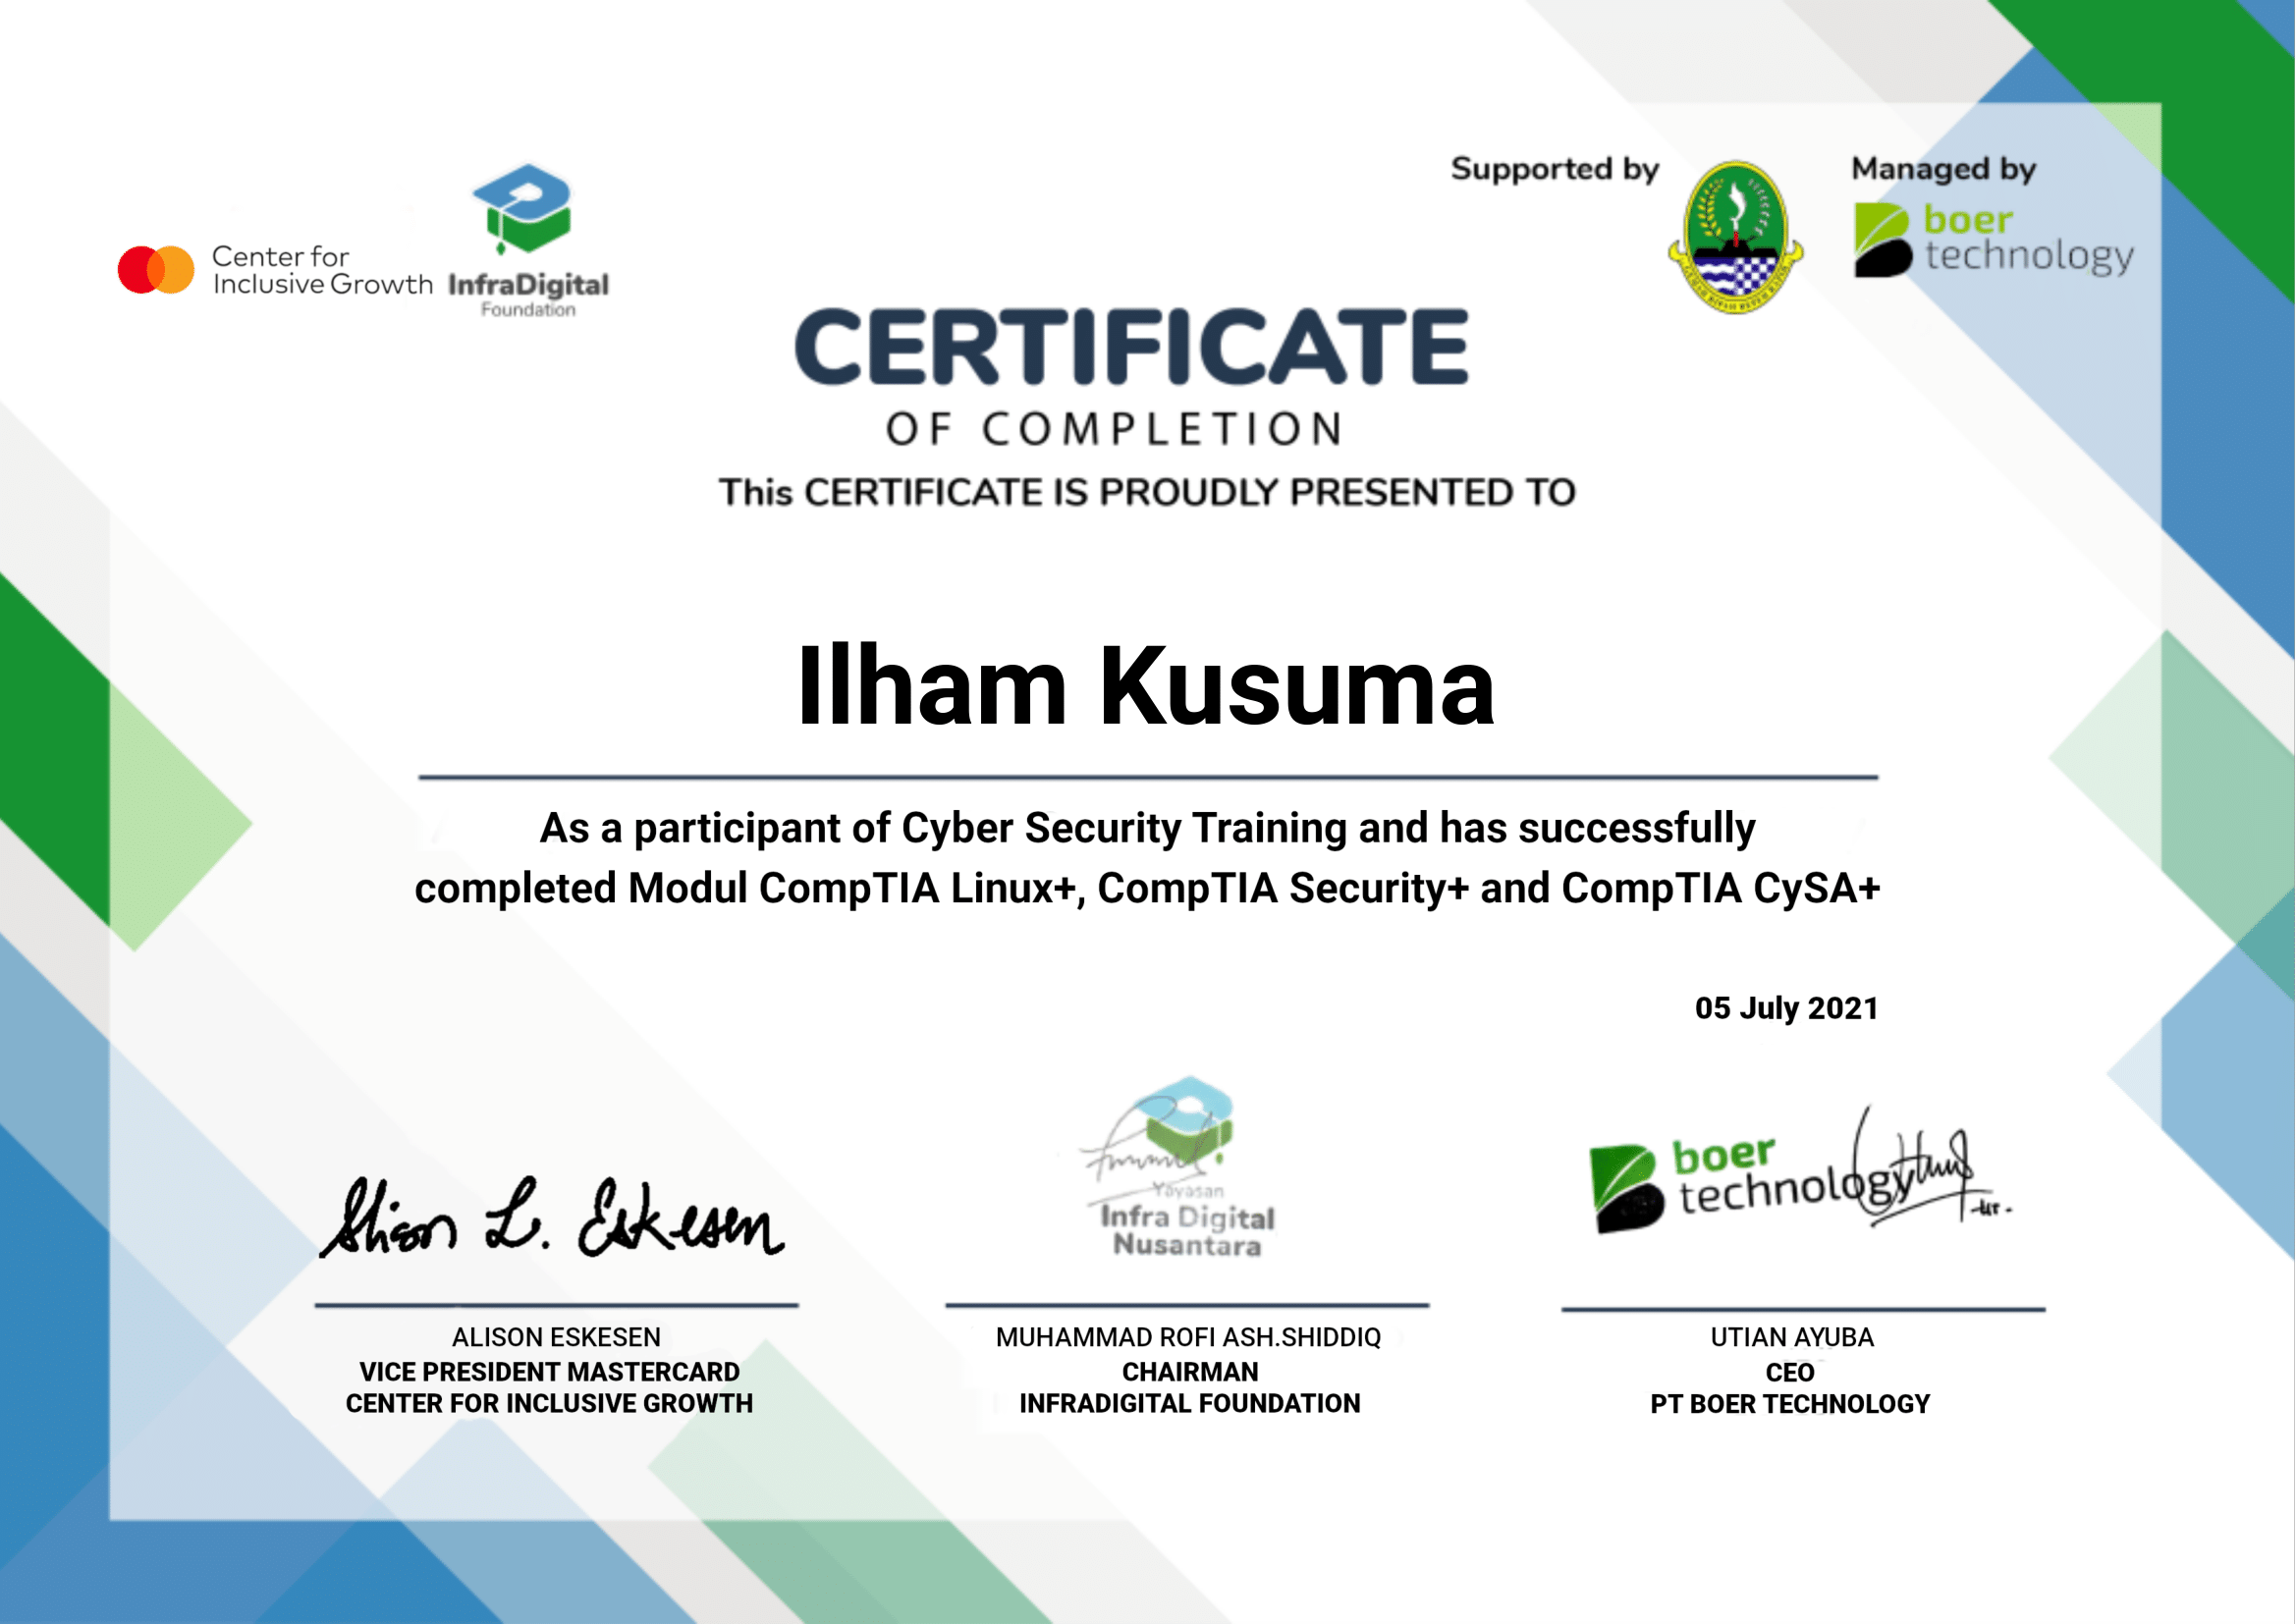 Center for
Inclusive Growth
InfraDigital
Foundation
Supported by
Managed by
boer
technology
CERTIFICATE
OF COMPLETION
This CERTIFICATE IS PROUDLY PRESENTED TO
Ilham Kusuma
As a participant of Cyber Security Training and has successfully
completed Modul CompTIA Linux+, CompTIA Security+ and CompTIA CySA+
05 July 2021
Alison L. Eskesen
Yayasan
Infra Digital
Nusantara
boer
technology
ALISON ESKESEN
VICE PRESIDENT MASTERCARD
CENTER FOR INCLUSIVE GROWTH
MUHAMMAD ROFI ASH.SHIDDIQ
CHAIRMAN
INFRADIGITAL FOUNDATION
UTIAN AYUBA
CEO
PT BOER TECHNOLOGY